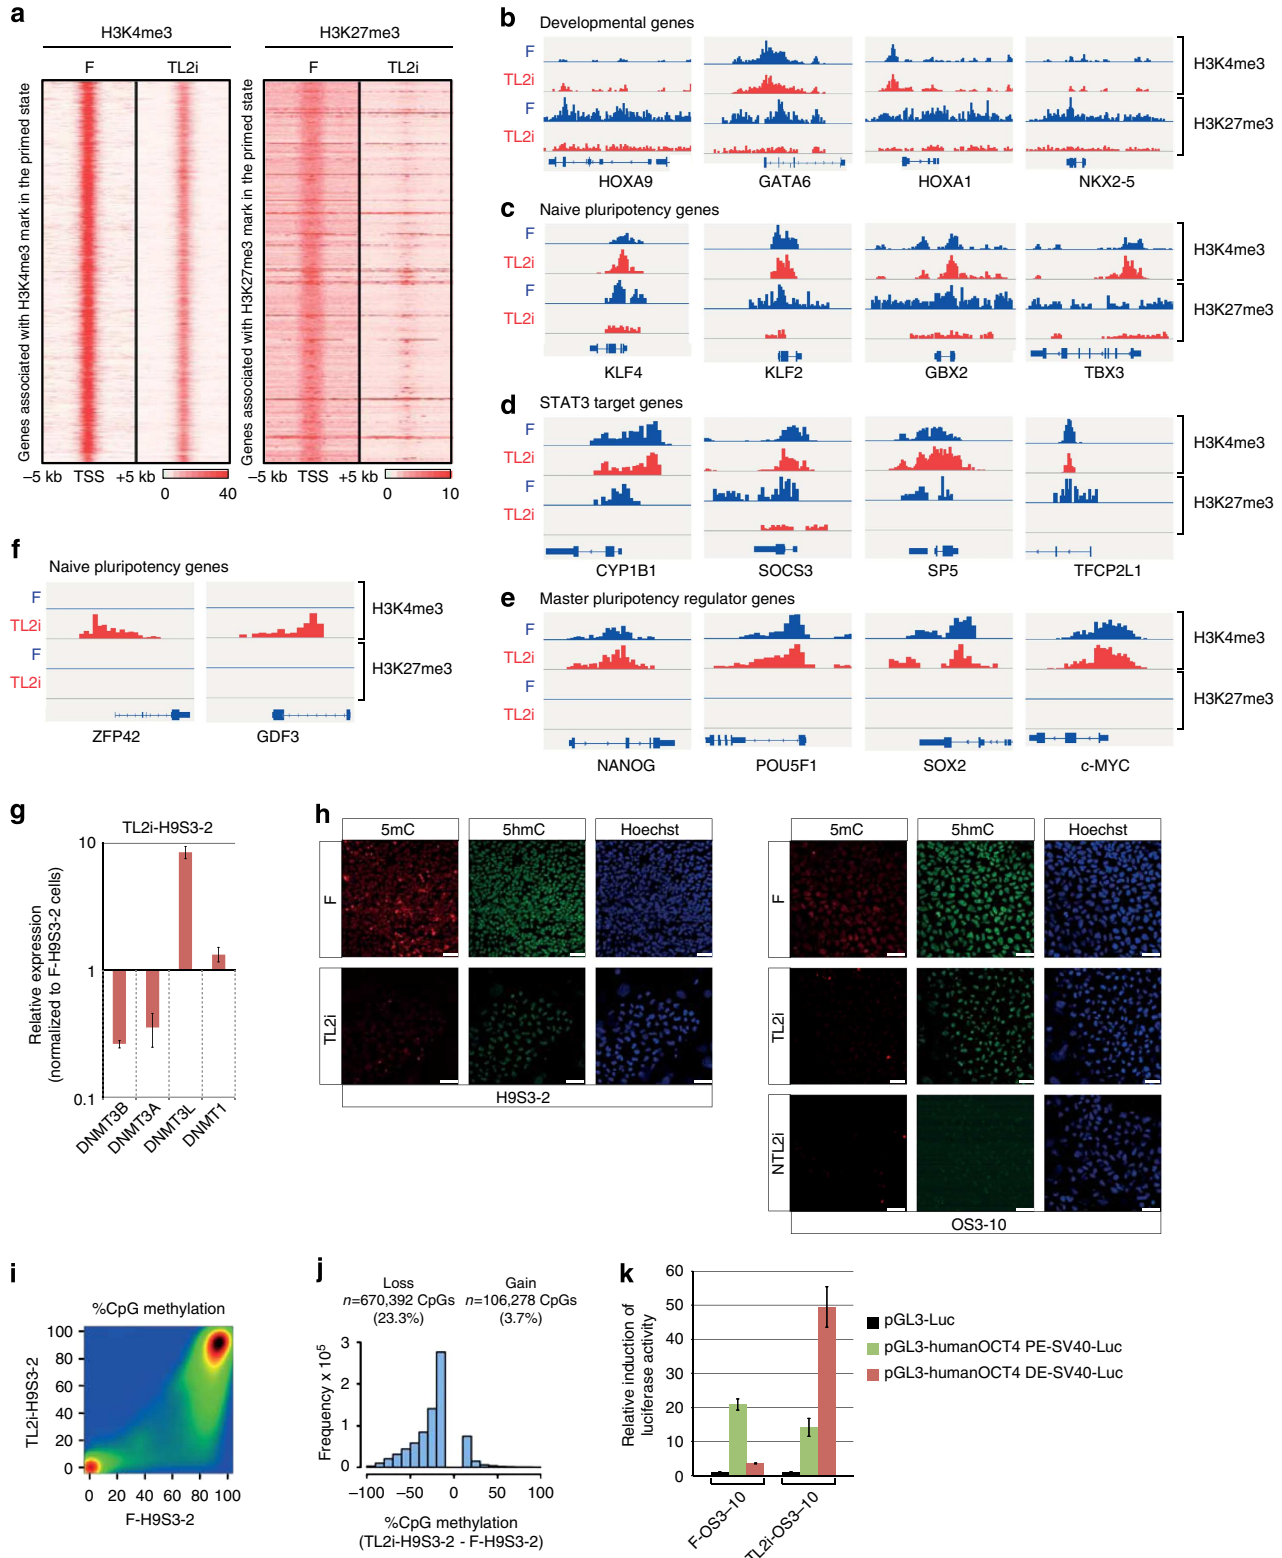 a
H3K4me3
H3K27me3
F
TL2i
F
TL2i
Genes associated with H3K4me3 mark in the primed state
Genes associated with H3K27me3 mark in the primed state
–5 kb TSS +5 kb
0 40
–5 kb TSS +5 kb
0 10
b Developmental genes
F
TL2i
F
TL2i
H3K4me3
H3K27me3
HOXA9 GATA6 HOXA1 NKX2-5
c Naive pluripotency genes
F
TL2i
F
TL2i
H3K4me3
H3K27me3
KLF4 KLF2 GBX2 TBX3
d STAT3 target genes
F
TL2i
F
TL2i
H3K4me3
H3K27me3
CYP1B1 SOCS3 SP5 TFCP2L1
e Master pluripotency regulator genes
F
TL2i
F
TL2i
H3K4me3
H3K27me3
NANOG POU5F1 SOX2 c-MYC
f
Naive pluripotency genes
F
TL2i
F
TL2i
H3K4me3
H3K27me3
ZFP42 GDF3
g
TL2i-H9S3-2
Relative expression
(normalized to F-H9S3-2 cells)
10
1
0.1
DNMT3B
DNMT3A
DNMT3L
DNMT1
h
5mC 5hmC Hoechst
F
TL2i
H9S3-2
5mC 5hmC Hoechst
F
TL2i
NTL2i
OS3-10
i
%CpG methylation
TL2i-H9S3-2
100
80
60
40
20
0
0 20 40 60 80 100
F-H9S3-2
j
Loss
n=670,392 CpGs
(23.3%)
Gain
n=106,278 CpGs
(3.7%)
Frequency x 10⁵
3
2
1
0
–100 –50 0 50 100
%CpG methylation
(TL2i-H9S3-2 - F-H9S3-2)
k
Relative induction of
luciferase activity
60
50
40
30
20
10
0
F-OS3–10
TL2i-OS3–10
pGL3-Luc
pGL3-humanOCT4 PE-SV40-Luc
pGL3-humanOCT4 DE-SV40-Luc